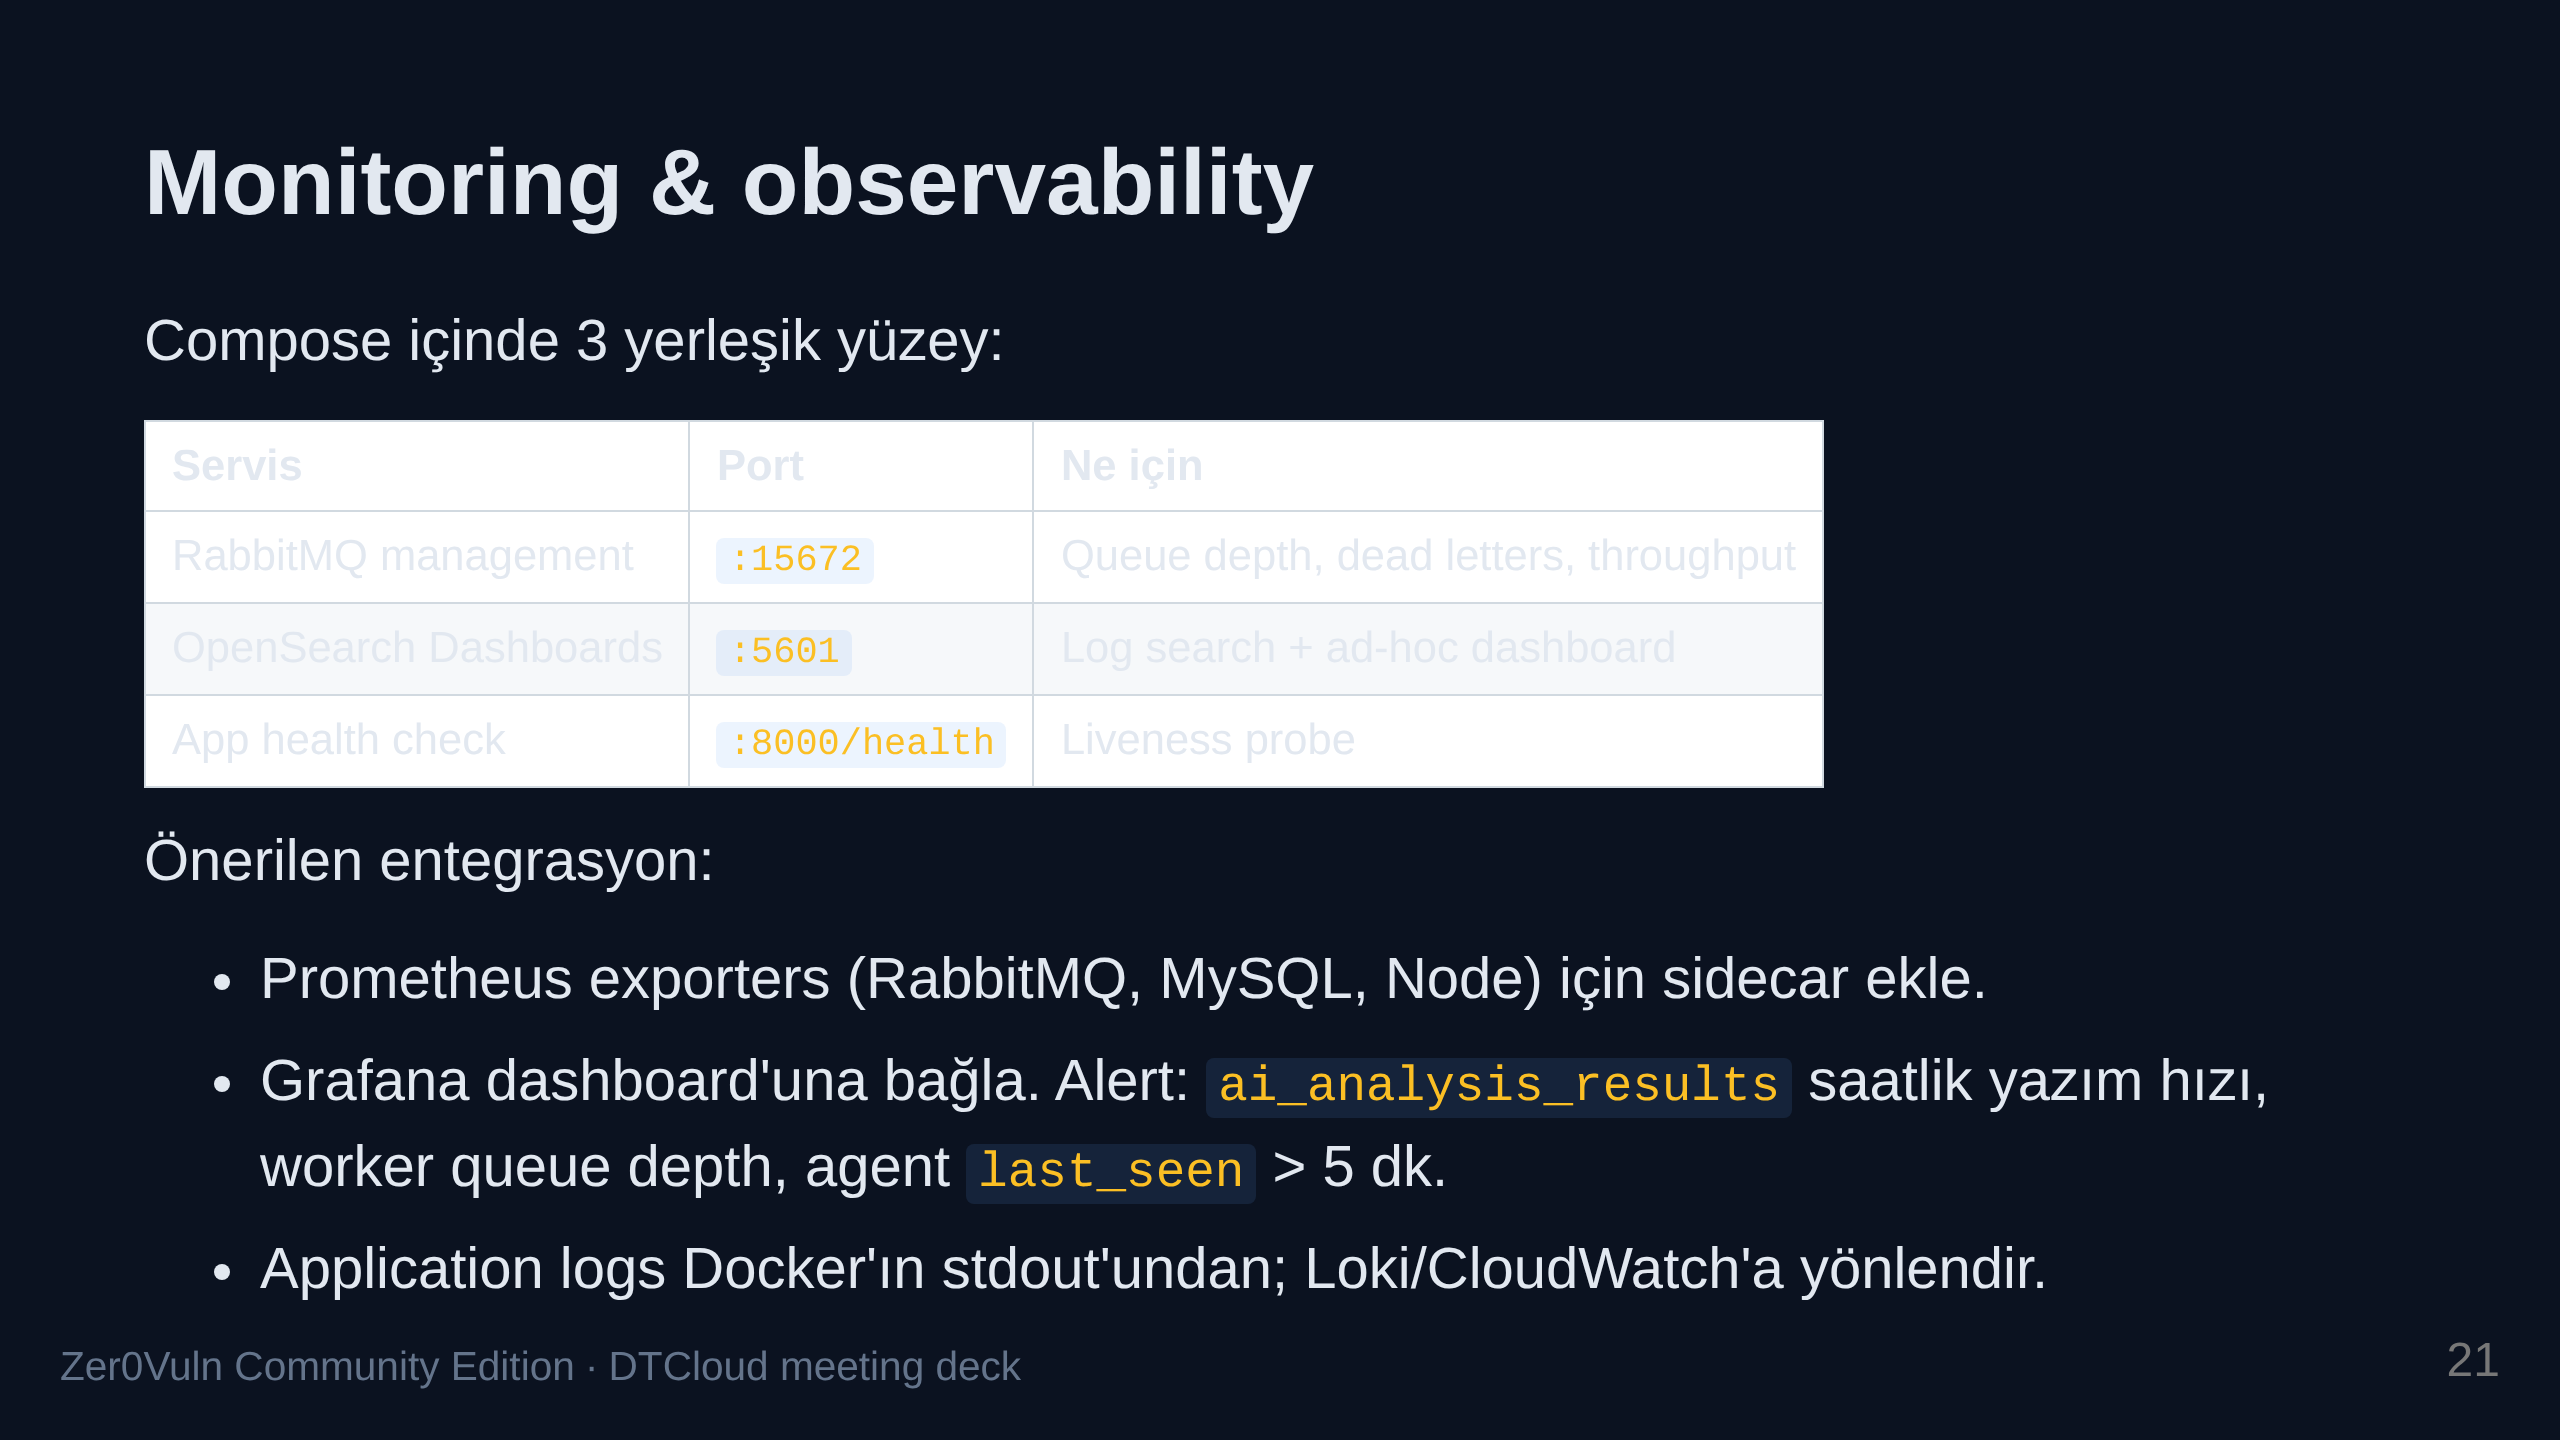 Monitoring & observability
Compose içinde 3 yerleşik yüzey:
Servis Port Ne için
RabbitMQ management :15672 Queue depth, dead letters, throughput
OpenSearch Dashboards :5601 Log search + ad-hoc dashboard
App health check :8000/health Liveness probe
Önerilen entegrasyon:
• Prometheus exporters (RabbitMQ, MySQL, Node) için sidecar ekle.
• Grafana dashboard'una bağla. Alert: ai_analysis_results saatlik yazım hızı,
worker queue depth, agent last_seen > 5 dk.
• Application logs Docker'ın stdout'undan; Loki/CloudWatch'a yönlendir.
Zer0Vuln Community Edition · DTCloud meeting deck
21